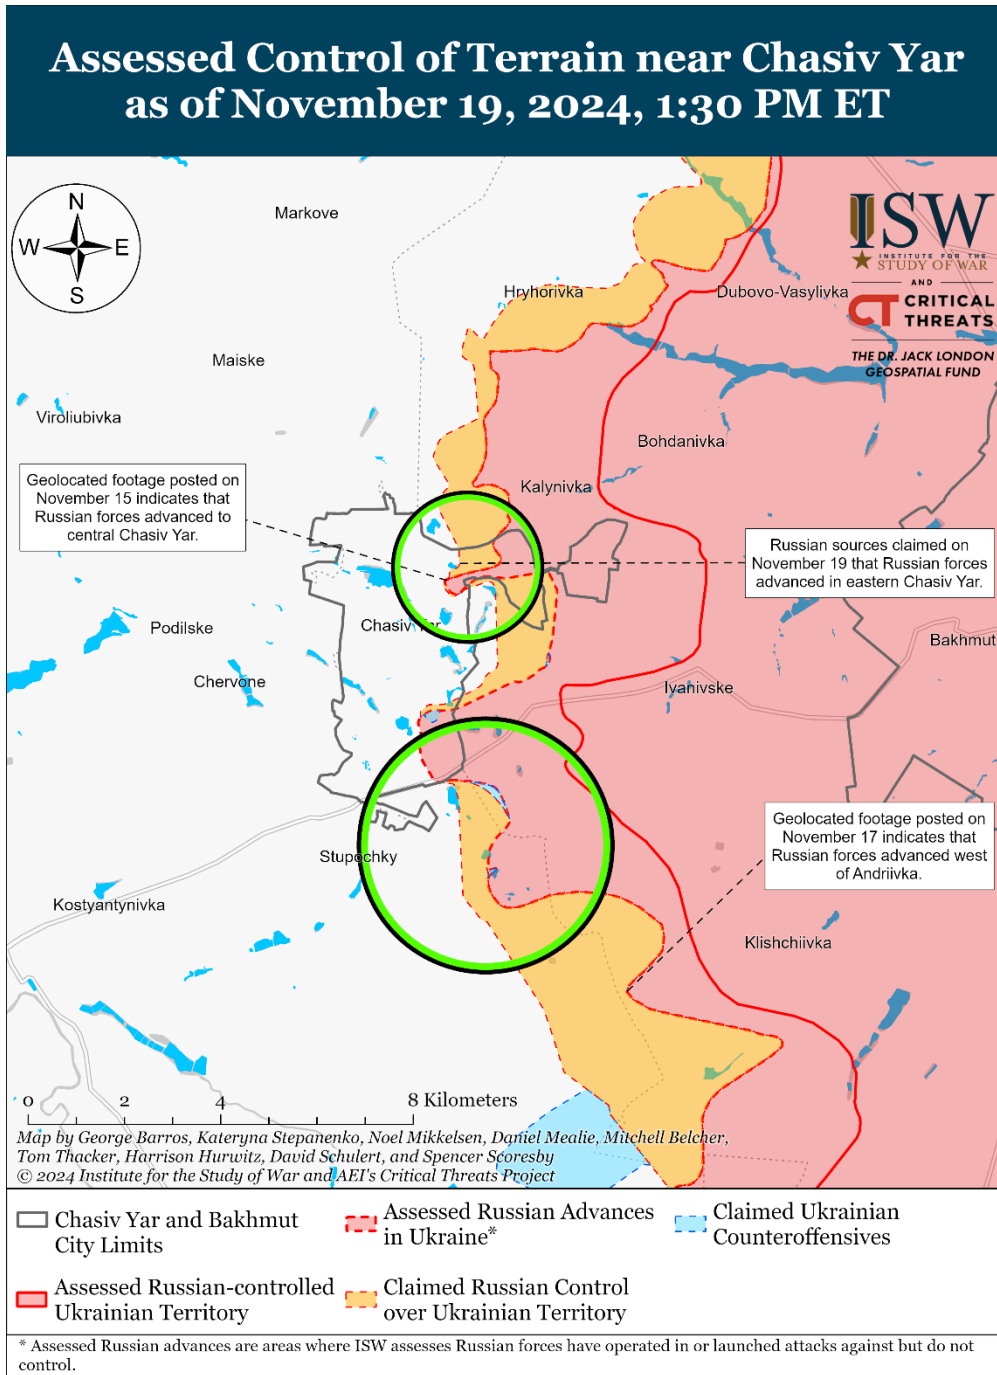 Assessed Control of Terrain near Chasiv Yar
as of November 19, 2024, 1:30 PM ET
N
W
E
S
Markove
ISW
INSTITUTE FOR THE
STUDY OF WAR
AND
CT CRITICAL
THREATS
THE DR. JACK LONDON
GEOSPATIAL FUND
Hryhorivka
Dubovo-Vasylivka
Maiske
Viroliubivka
Bohdanivka
Kalynivka
Geolocated footage posted on
November 15 indicates that
Russian forces advanced to
central Chasiv Yar.
Russian sources claimed on
November 19 that Russian forces
advanced in eastern Chasiv Yar.
Podilske
Chasiv Yar
Bakhmut
Chervone
Ivanivske
Geolocated footage posted on
November 17 indicates that
Russian forces advanced west
of Andriivka.
Stupochky
Kostyantynivka
Klishchiivka
0 2 4 8 Kilometers
Map by George Barros, Kateryna Stepanenko, Noel Mikkelsen, Daniel Mealie, Mitchell Belcher,
Tom Thacker, Harrison Hurwitz, David Schulert, and Spencer Scoresby
© 2024 Institute for the Study of War and AEI's Critical Threats Project
Chasiv Yar and Bakhmut
City Limits
Assessed Russian Advances
in Ukraine*
Claimed Ukrainian
Counteroffensives
Assessed Russian-controlled
Ukrainian Territory
Claimed Russian Control
over Ukrainian Territory
* Assessed Russian advances are areas where ISW assesses Russian forces have operated in or launched attacks against but do not
control.